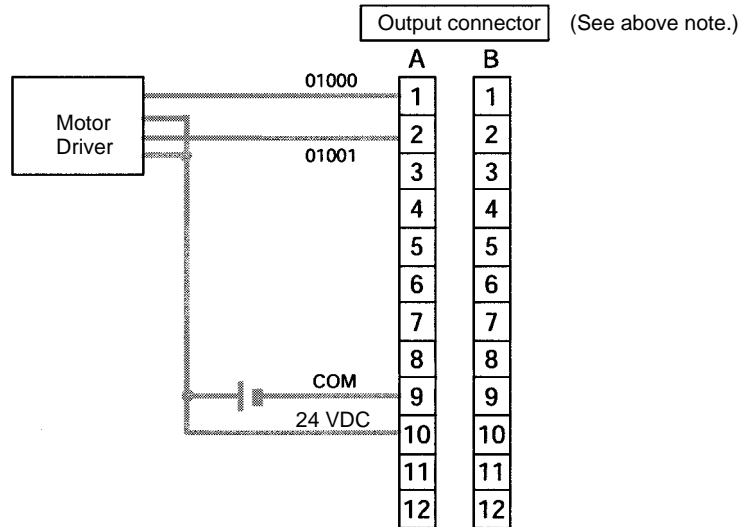 Output connector (See above note.)
A B
01000
1 1
Motor
Driver
2 2
01001
3 3
4 4
5 5
6 6
7 7
8 8
COM
9 9
24 VDC
10 10
11 11
12 12